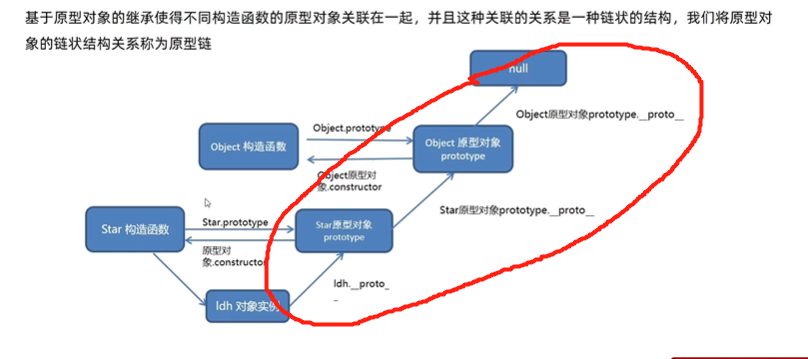 基于原型对象的继承使得不同构造函数的原型对象关联在一起，并且这种关联的关系是一种链状的结构，我们将原型对
象的链状结构关系称为原型链
null
Object原型对象prototype.__proto__
Object.prototype
Object 构造函数
Object 原型对象
prototype
Object原型对
象.constructor
Star原型对象prototype.__proto__
Star 构造函数
Star.prototype
Star原型对象
prototype
原型对
象.constructor
ldh.__proto_
_
ldh 对象实例